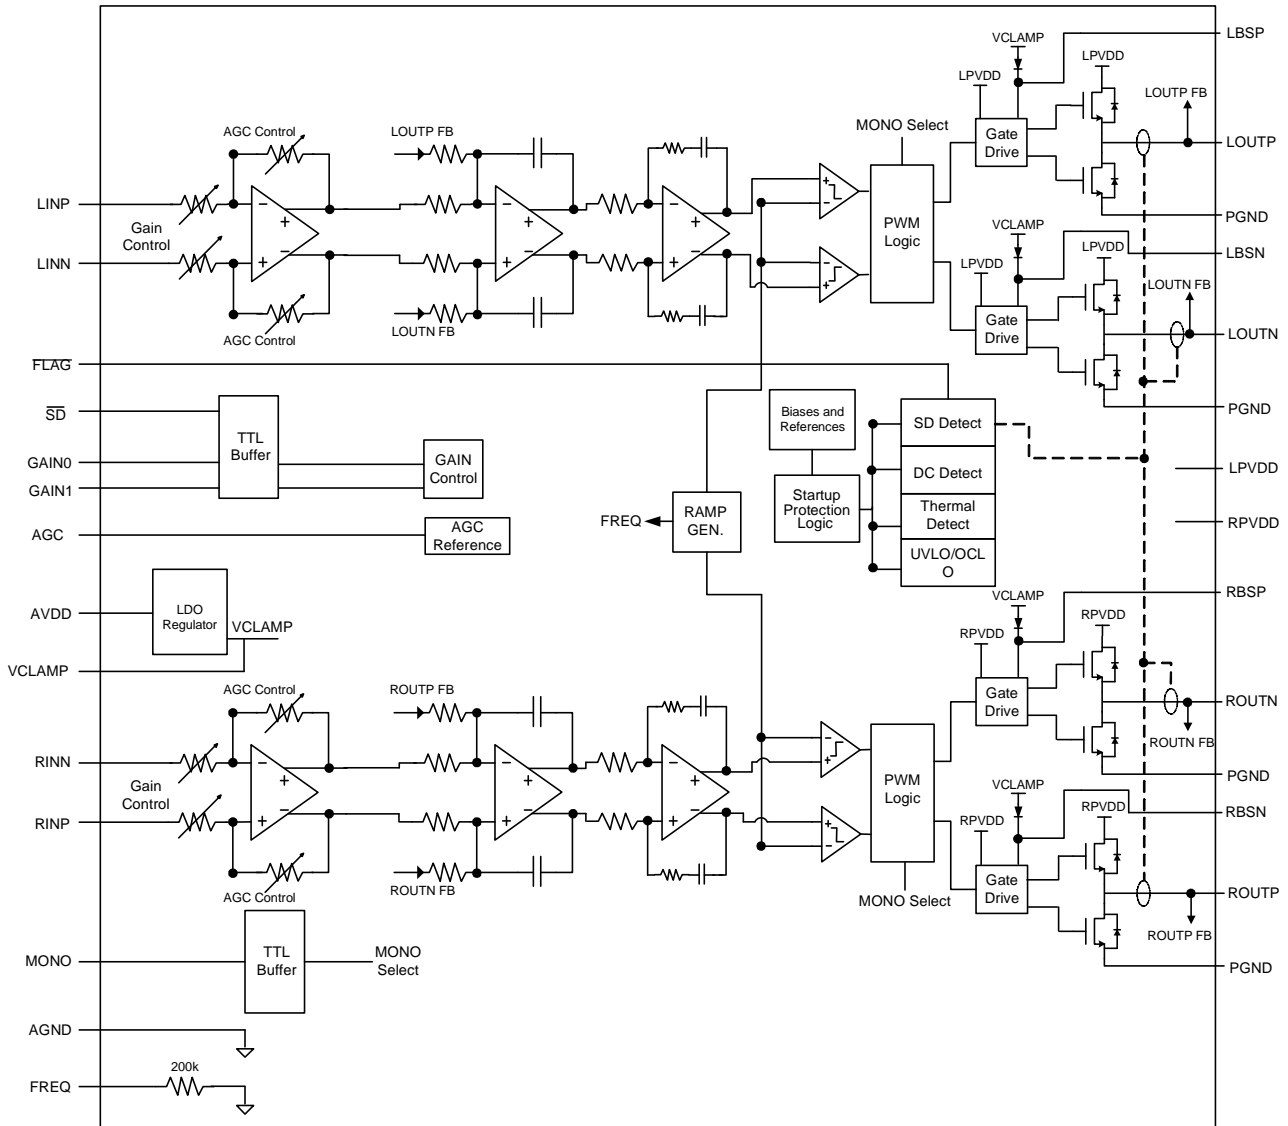 LBSP
VCLAMP
LPVDD
LPVDD
LOUTP FB
AGC Control
LOUTP FB
MONO Select
Gate
Drive
LOUTP
LINP
Gain
Control
PWM
Logic
PGND
VCLAMP
LBSN
LINN
LPVDD
LPVDD
LOUTN FB
AGC Control
LOUTN FB
Gate
Drive
LOUTN
FLAG
SD
TTL
Buffer
Biases and
References
SD Detect
PGND
GAIN0
GAIN1
GAIN
Control
DC Detect
LPVDD
Startup
Protection
Logic
Thermal
Detect
FREQ
RAMP
GEN.
RPVDD
AGC
AGC
Reference
UVLO/OCL
O
AVDD
LDO
Regulator
VCLAMP
VCLAMP
RBSP
VCLAMP
RPVDD
RPVDD
AGC Control
ROUTP FB
Gate
Drive
ROUTN
ROUTN FB
RINN
Gain
Control
PWM
Logic
PGND
RINP
VCLAMP
RBSN
RPVDD
RPVDD
AGC Control
ROUTN FB
MONO Select
Gate
Drive
ROUTP
ROUTP FB
MONO
TTL
Buffer
MONO
Select
PGND
AGND
FREQ
200k
− + + −
− + + −
− + + −
− + + −
− + + −
− + + −
+ −
− +
− +
+ −